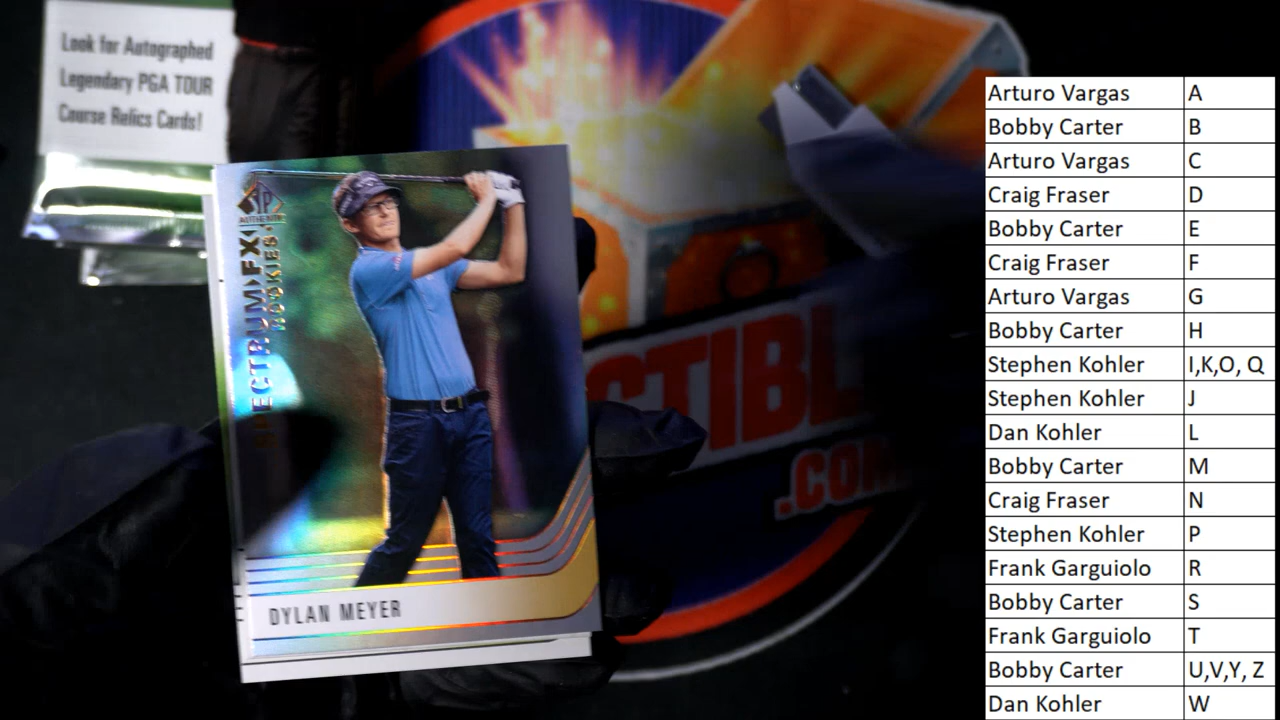 Look for Autographed
Legendary PGA TOUR
Course Relics Cards!
SP
AUTHENTIC
SPECTRUM FX
ROOKIES
DYLAN MEYER
CTIBL
.COM
Arturo Vargas A
Bobby Carter B
Arturo Vargas C
Craig Fraser D
Bobby Carter E
Craig Fraser F
Arturo Vargas G
Bobby Carter H
Stephen Kohler I,K,O, Q
Stephen Kohler J
Dan Kohler L
Bobby Carter M
Craig Fraser N
Stephen Kohler P
Frank Garguiolo R
Bobby Carter S
Frank Garguiolo T
Bobby Carter U,V,Y, Z
Dan Kohler W